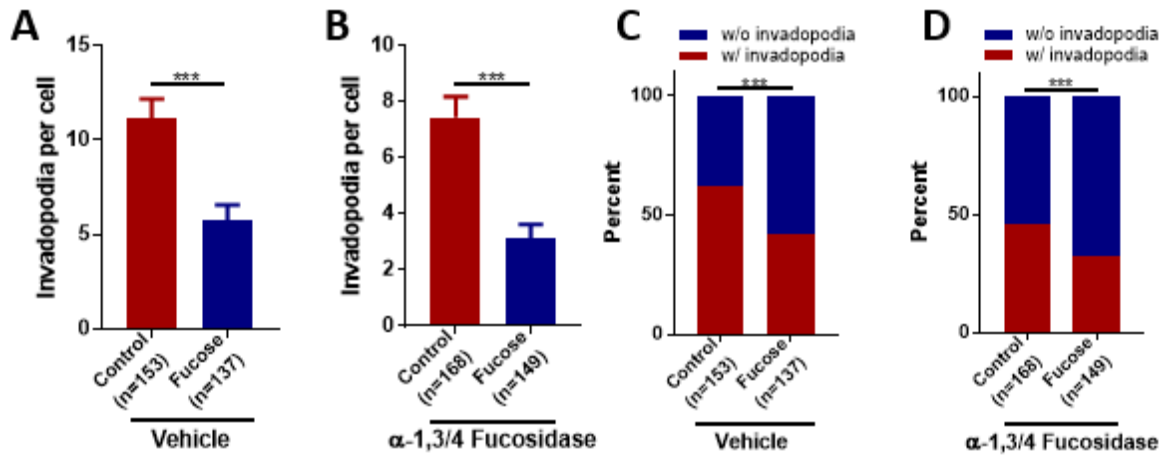 A
Invadopodia per cell
15
10
5
0
***
Control
(n=153)
Fucose
(n=137)
Vehicle
B
Invadopodia per cell
10
8
6
4
2
0
***
Control
(n=168)
Fucose
(n=149)
α-1,3/4 Fucosidase
C
w/o invadopodia
w/ invadopodia
Percent
100
50
0
***
Control
(n=153)
Fucose
(n=137)
Vehicle
D
w/o invadopodia
w/ invadopodia
Percent
100
50
0
***
Control
(n=168)
Fucose
(n=149)
α-1,3/4 Fucosidase